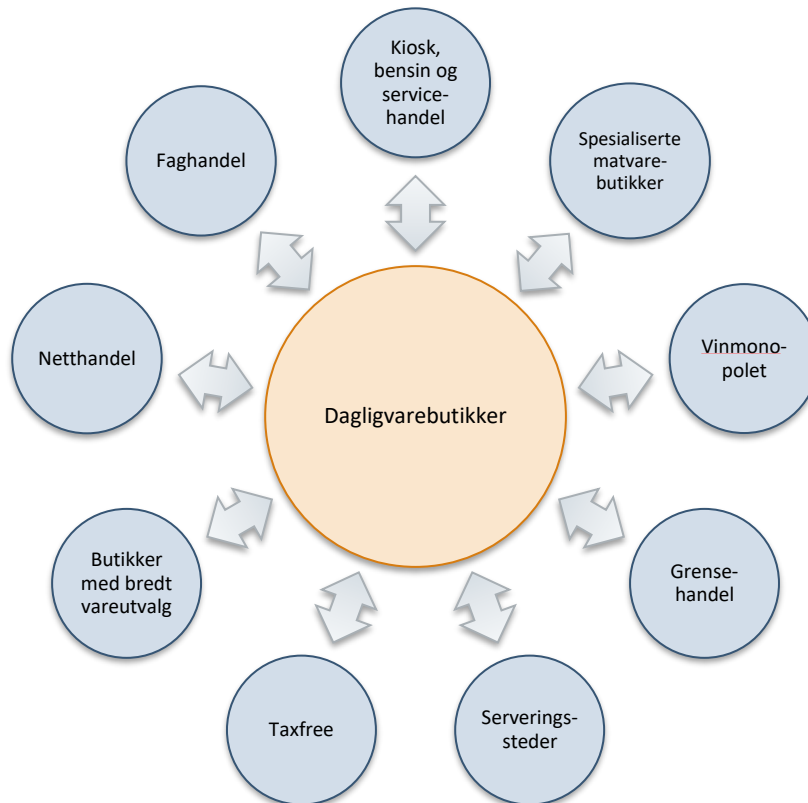 Kiosk,
bensin og
service-
handel
Spesialiserte
matvare-
butikker
Faghandel
Vinmono-
polet
Netthandel
Dagligvarebutikker
Grense-
handel
Butikker
med bredt
vareutvalg
Serverings-
steder
Taxfree